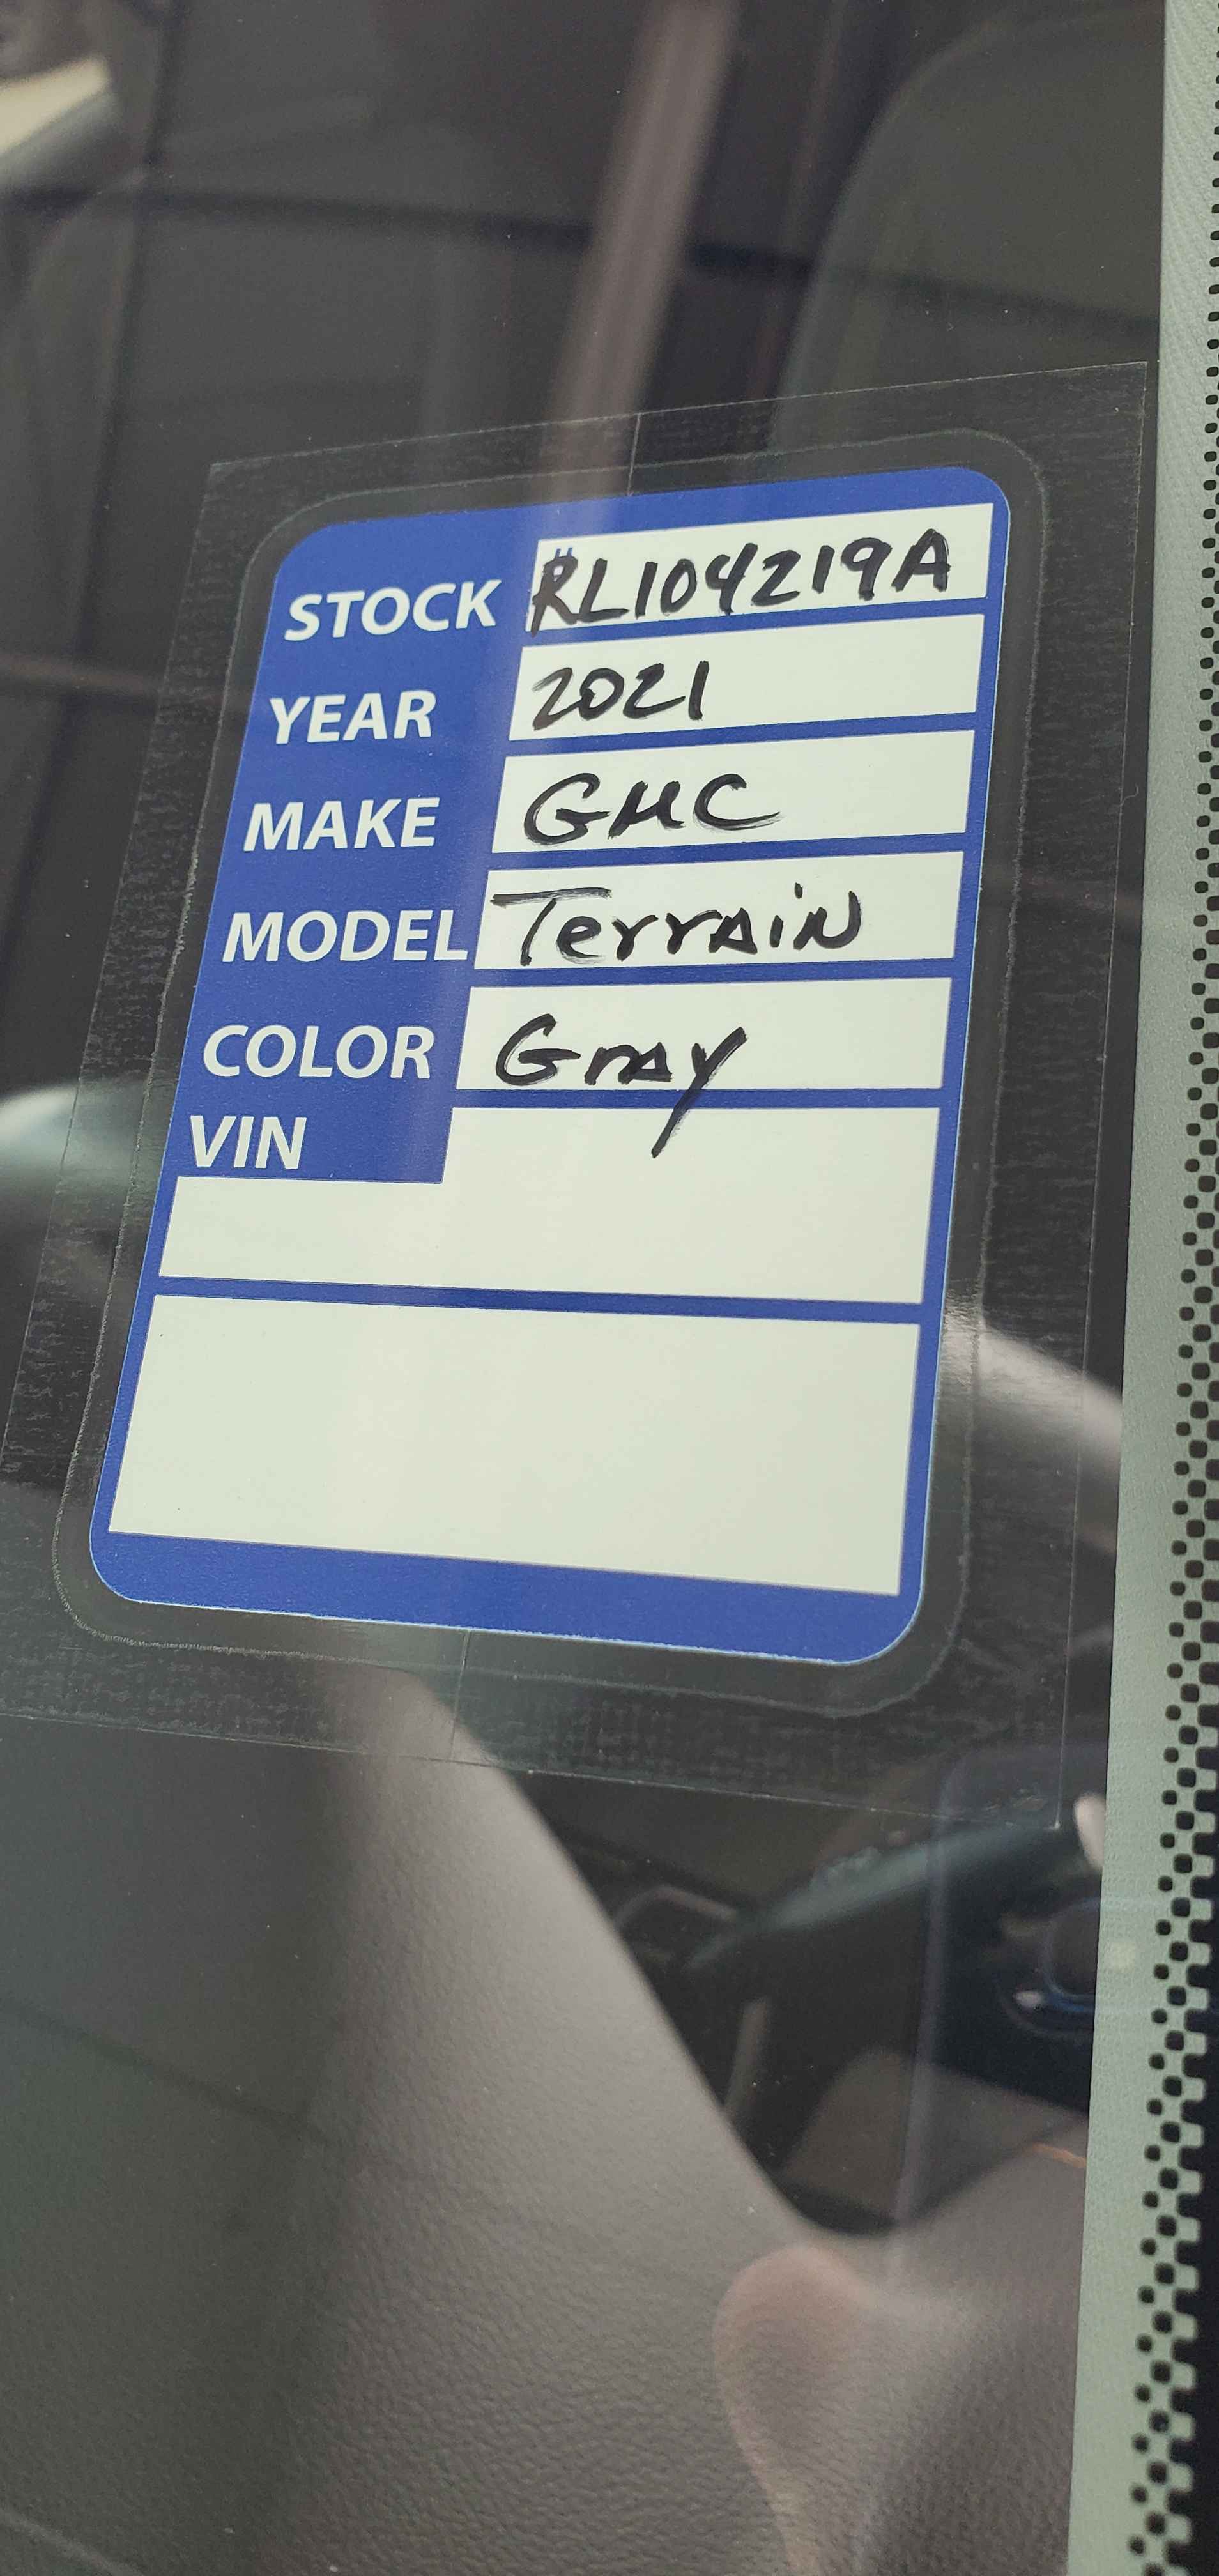 STOCK # RL104219A
YEAR 2021
MAKE GMC
MODEL Terrain
COLOR Gray
VIN